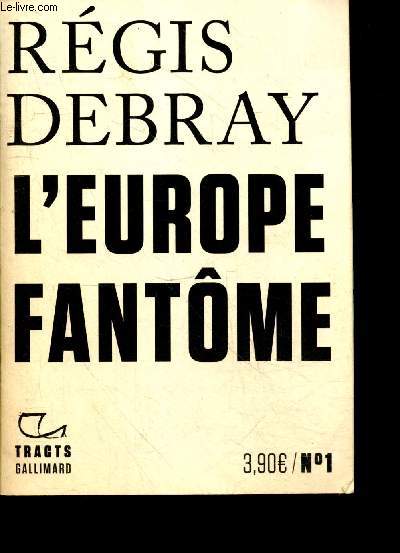 Le-livre.com
RÉGIS
DEBRAY
L'EUROPE
FANTÔME
TRACTS
GALLIMARD
3,90€/Nº1